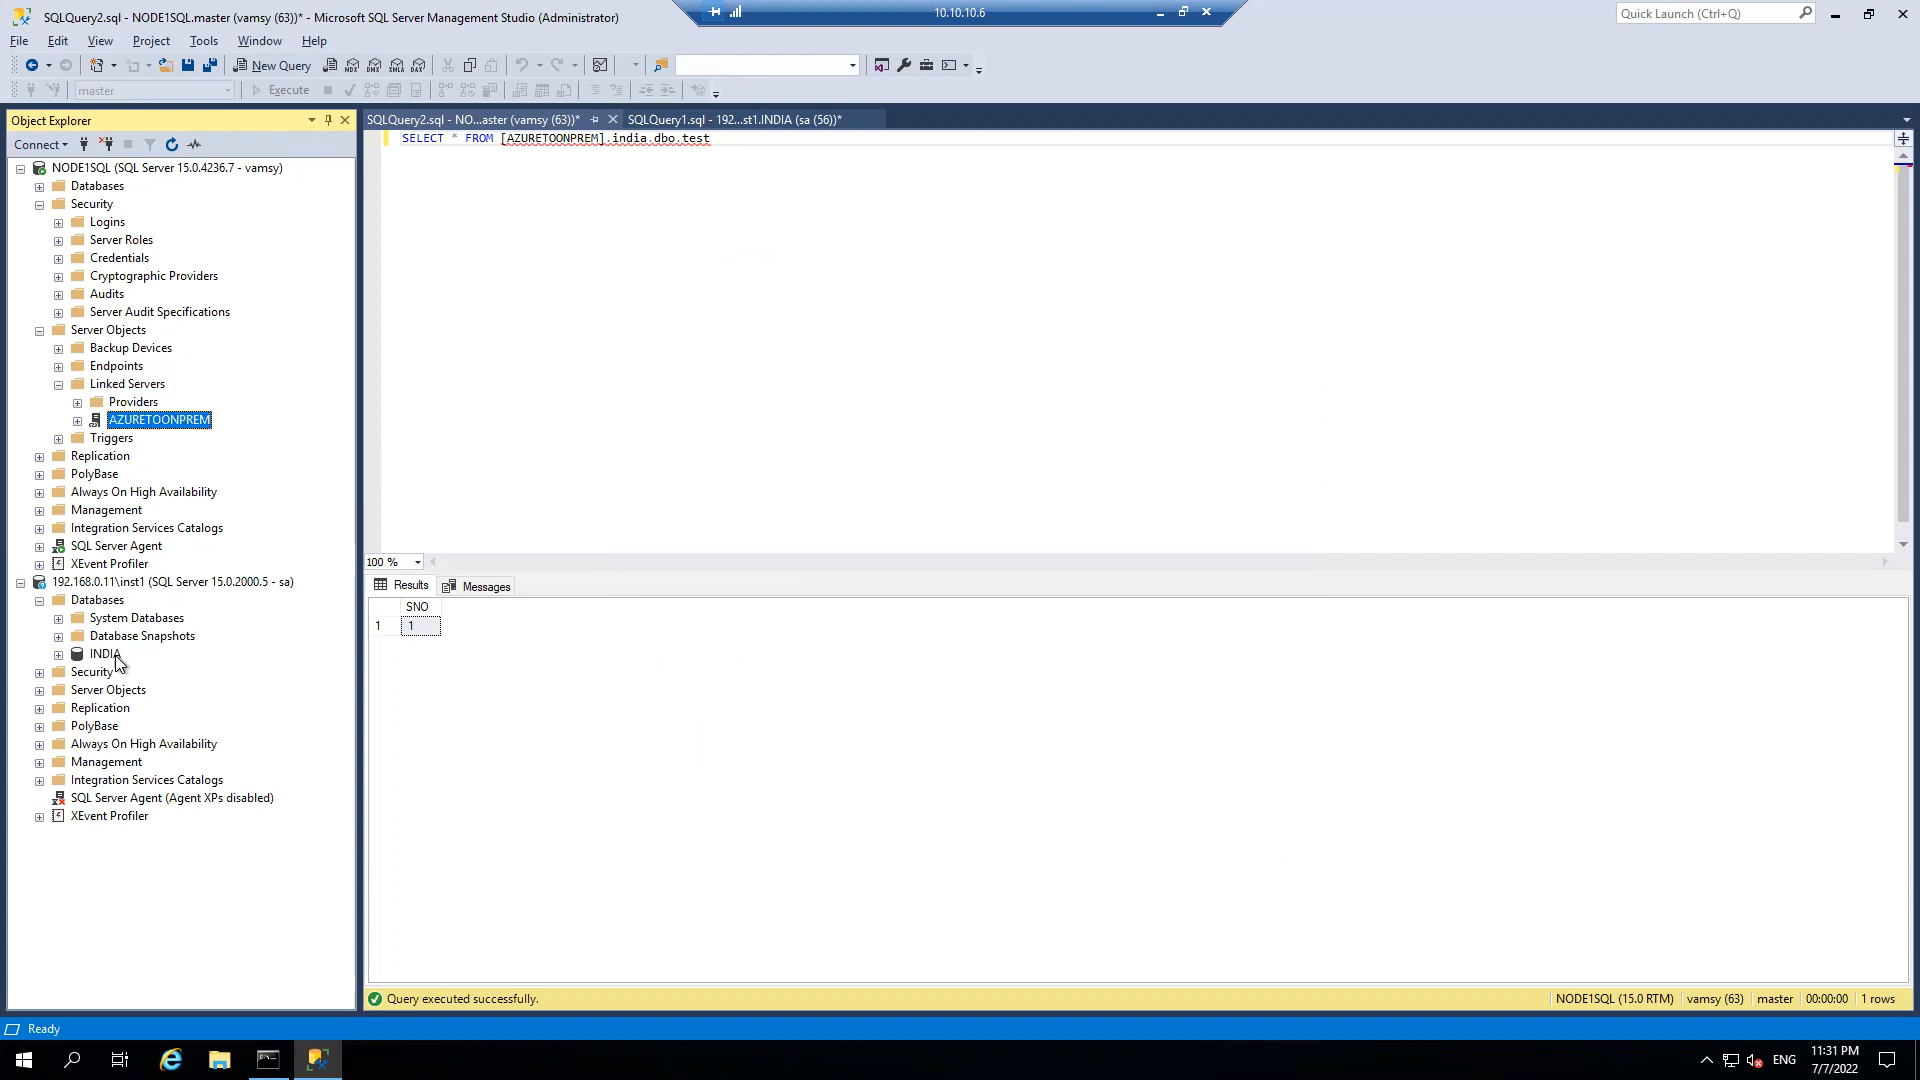 SQLQuery2.sql - NODE1SQL.master (vamsy (63))* - Microsoft SQL Server Management Studio (Administrator)
10.10.10.6
Quick Launch (Ctrl+Q)
File Edit View Project Tools Window Help
New Query
MDX DMX XMLA DAX
master
Execute
Object Explorer
SQLQuery2.sql - NO...aster (vamsy (63))*
SQLQuery1.sql - 192...st1.INDIA (sa (56))*
Connect
SELECT * FROM [AZURETOONPREM].india.dbo.test
NODE1SQL (SQL Server 15.0.4236.7 - vamsy)
Databases
Security
Logins
Server Roles
Credentials
Cryptographic Providers
Audits
Server Audit Specifications
Server Objects
Backup Devices
Endpoints
Linked Servers
Providers
AZURETOONPREM
Triggers
Replication
PolyBase
Always On High Availability
Management
Integration Services Catalogs
SQL Server Agent
XEvent Profiler
192.168.0.11\inst1 (SQL Server 15.0.2000.5 - sa)
Databases
System Databases
Database Snapshots
INDIA
Security
Server Objects
Replication
PolyBase
Always On High Availability
Management
Integration Services Catalogs
SQL Server Agent (Agent XPs disabled)
XEvent Profiler
100 %
Results Messages
SNO
1 1
Query executed successfully.
NODE1SQL (15.0 RTM) vamsy (63) master 00:00:00 1 rows
Ready
ENG
11:31 PM
7/7/2022